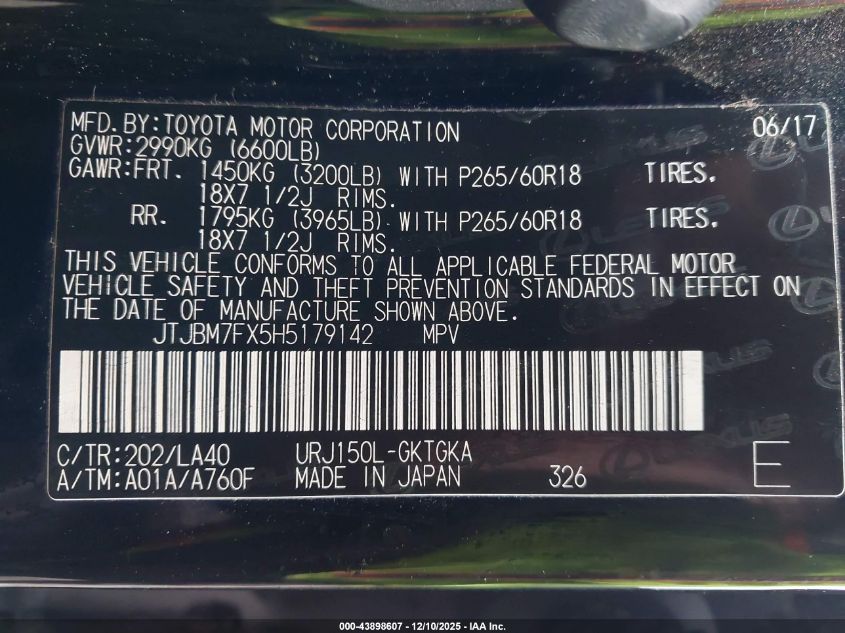 MFD.BY:TOYOTA MOTOR CORPORATION 06/17
GVWR:2990KG (6600LB)
GAWR:FRT. 1450KG (3200LB) WITH P265/60R18 TIRES.
18X7 1/2J RIMS.
RR. 1795KG (3965LB) WITH P265/60R18 TIRES.
18X7 1/2J RIMS.
THIS VEHICLE CONFORMS TO ALL APPLICABLE FEDERAL MOTOR
VEHICLE SAFETY AND THEFT PREVENTION STANDARDS IN EFFECT ON
THE DATE OF MANUFACTURE SHOWN ABOVE.
JTJBM7FX5H5179142 MPV
C/TR:202/LA40 URJ150L-GKTGKA
A/TM:A01A/A760F MADE IN JAPAN 326 E
LEXUS
LEXUS
LEXUS
000-43898607 - 12/10/2025 - IAA Inc.